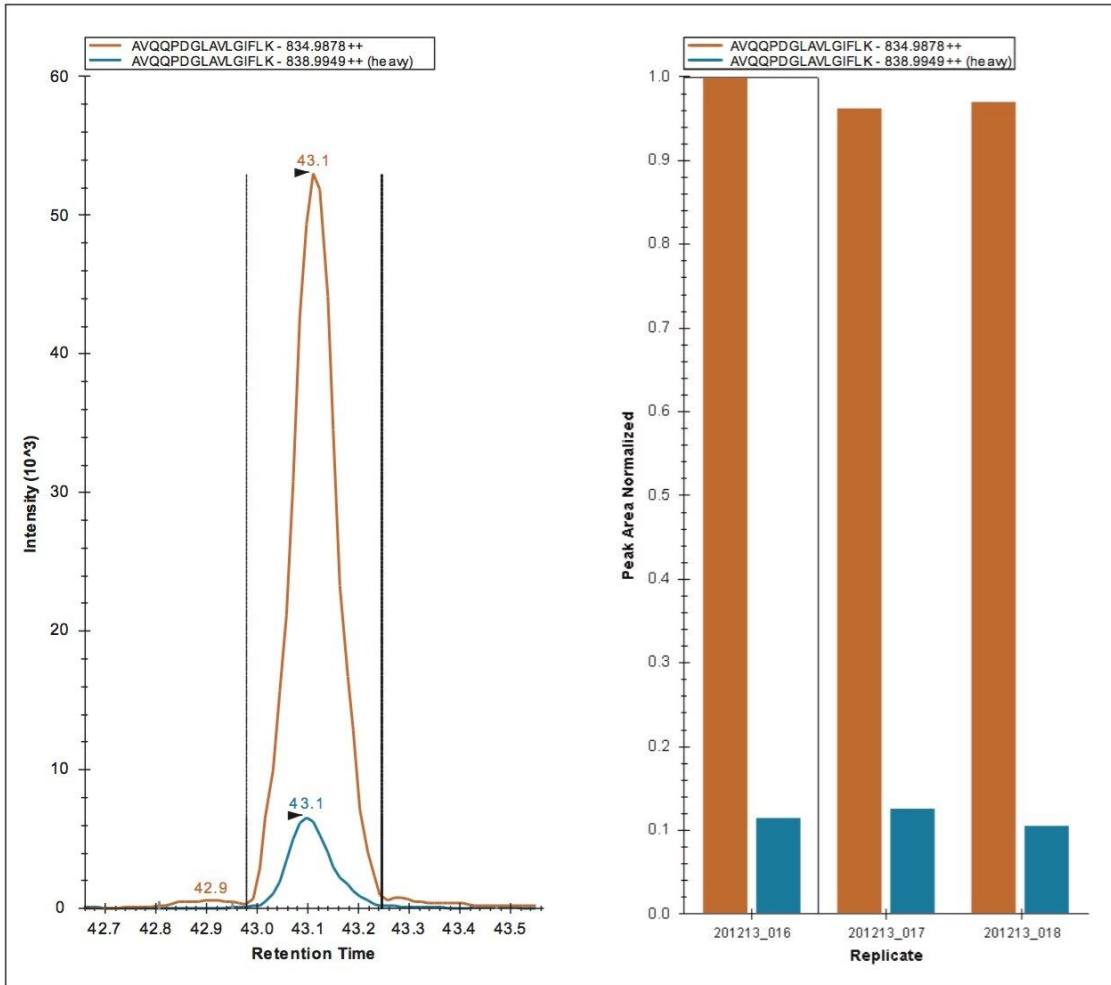 AVQQPDGLAVLGIFLK - 834.9878++
AVQQPDGLAVLGIFLK - 838.9949++ (heavy)
60
50
40
30
20
10
0
Intensity (10^3)
43.1
43.1
42.9
42.7 42.8 42.9 43.0 43.1 43.2 43.3 43.4 43.5
Retention Time
AVQQPDGLAVLGIFLK - 834.9878++
AVQQPDGLAVLGIFLK - 838.9949++ (heavy)
1.0
0.9
0.8
0.7
0.6
0.5
0.4
0.3
0.2
0.1
0.0
Peak Area Normalized
201213_016 201213_017 201213_018
Replicate